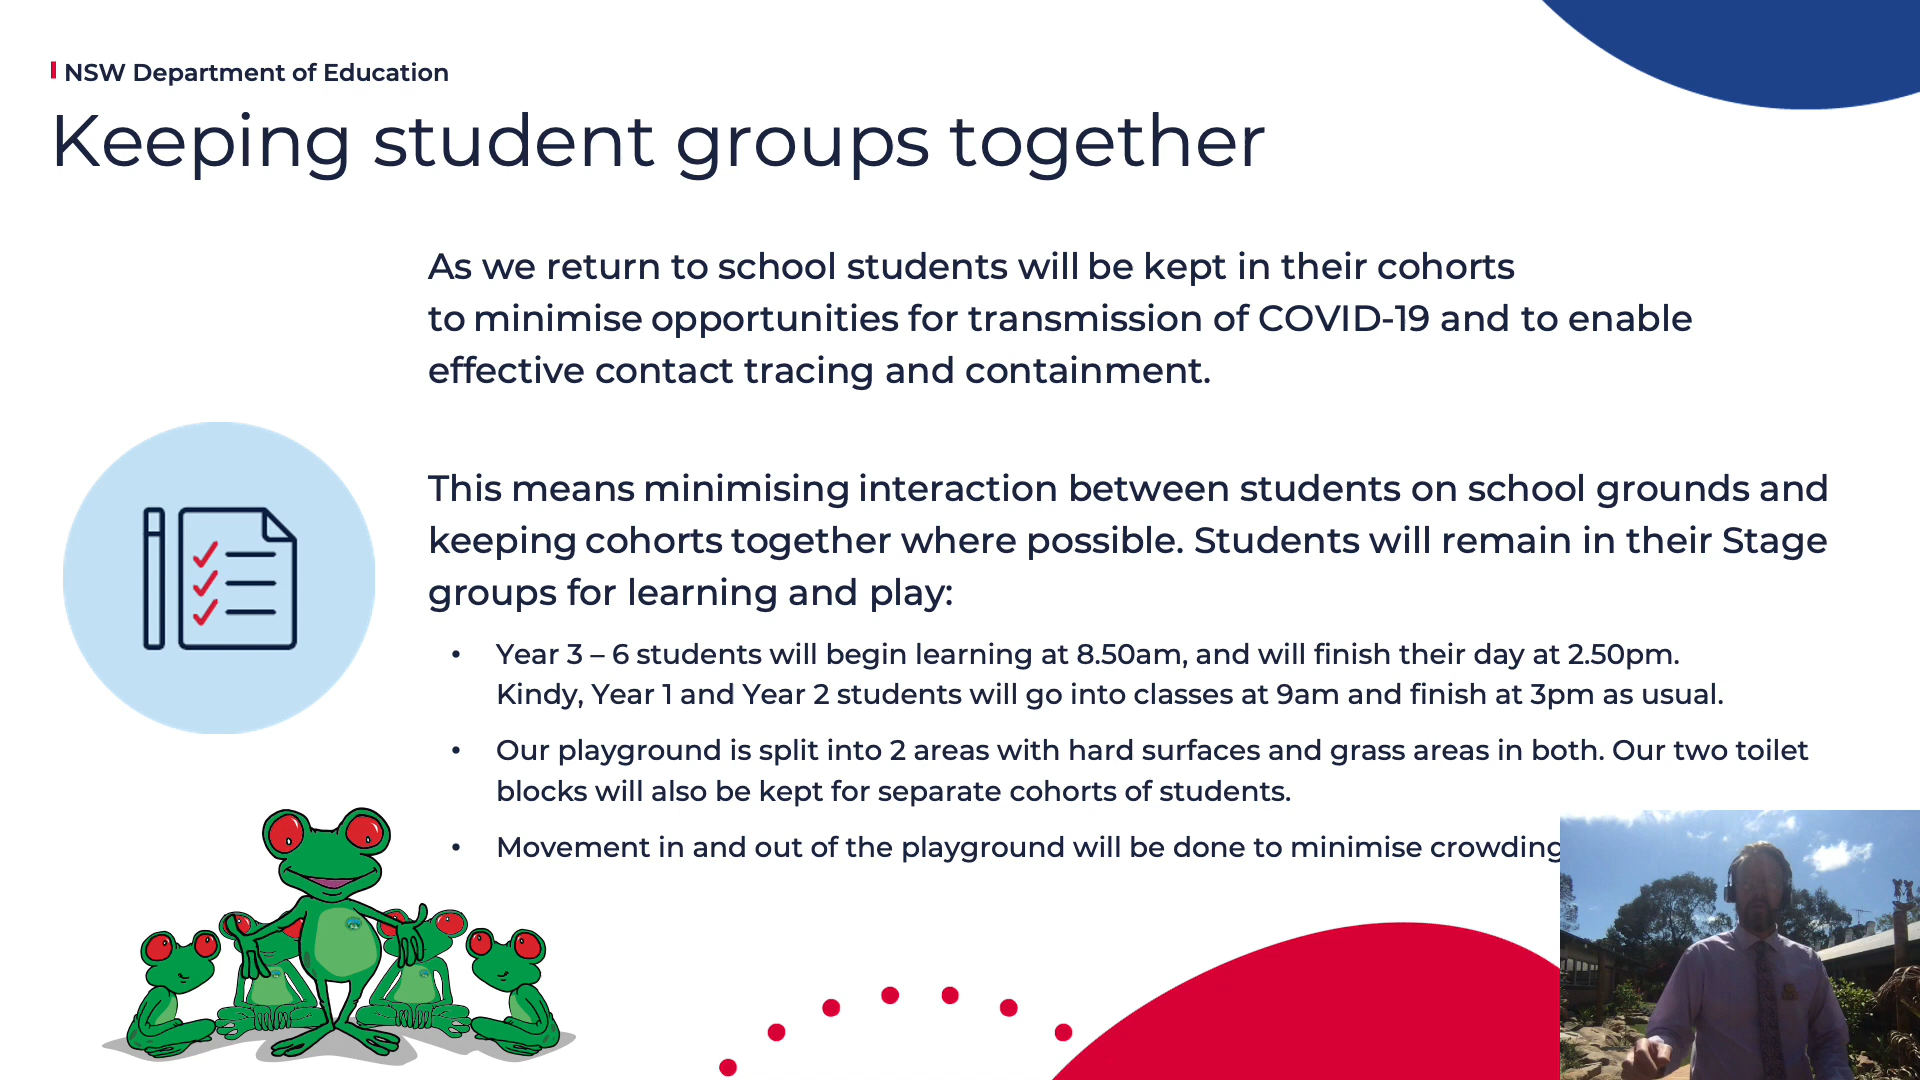 NSW Department of Education
Keeping student groups together
As we return to school students will be kept in their cohorts
to minimise opportunities for transmission of COVID-19 and to enable
effective contact tracing and containment.
This means minimising interaction between students on school grounds and
keeping cohorts together where possible. Students will remain in their Stage
groups for learning and play:
• Year 3 – 6 students will begin learning at 8.50am, and will finish their day at 2.50pm.
Kindy, Year 1 and Year 2 students will go into classes at 9am and finish at 3pm as usual.
• Our playground is split into 2 areas with hard surfaces and grass areas in both. Our two toilet
blocks will also be kept for separate cohorts of students.
• Movement in and out of the playground will be done to minimise crowding